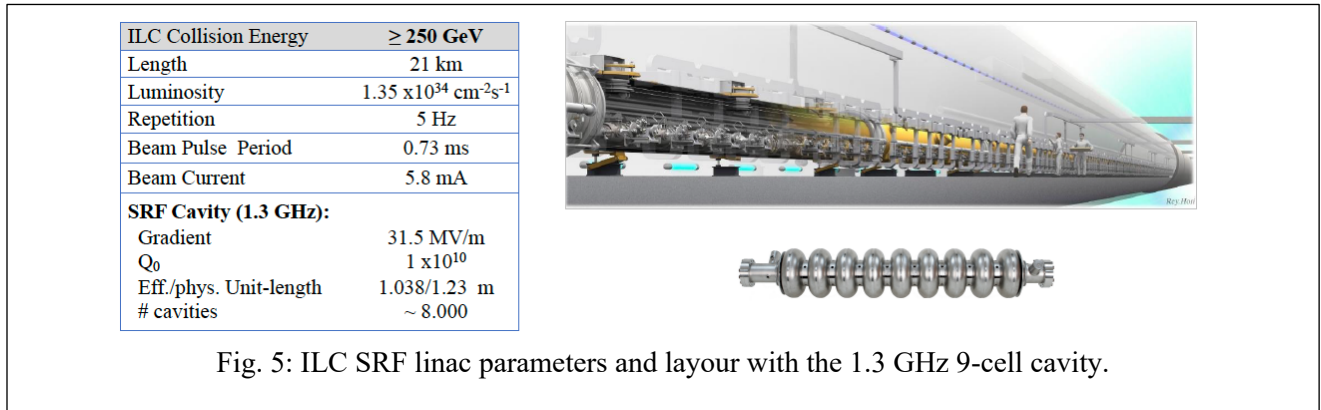 ILC Collision Energy ≥ 250 GeV
Length 21 km
Luminosity 1.35 x10³⁴ cm⁻²s⁻¹
Repetition 5 Hz
Beam Pulse Period 0.73 ms
Beam Current 5.8 mA
SRF Cavity (1.3 GHz):
Gradient 31.5 MV/m
Q₀ 1 x10¹⁰
Eff./phys. Unit-length 1.038/1.23 m
# cavities ~ 8.000
Rey.Hori
Fig. 5: ILC SRF linac parameters and layour with the 1.3 GHz 9-cell cavity.